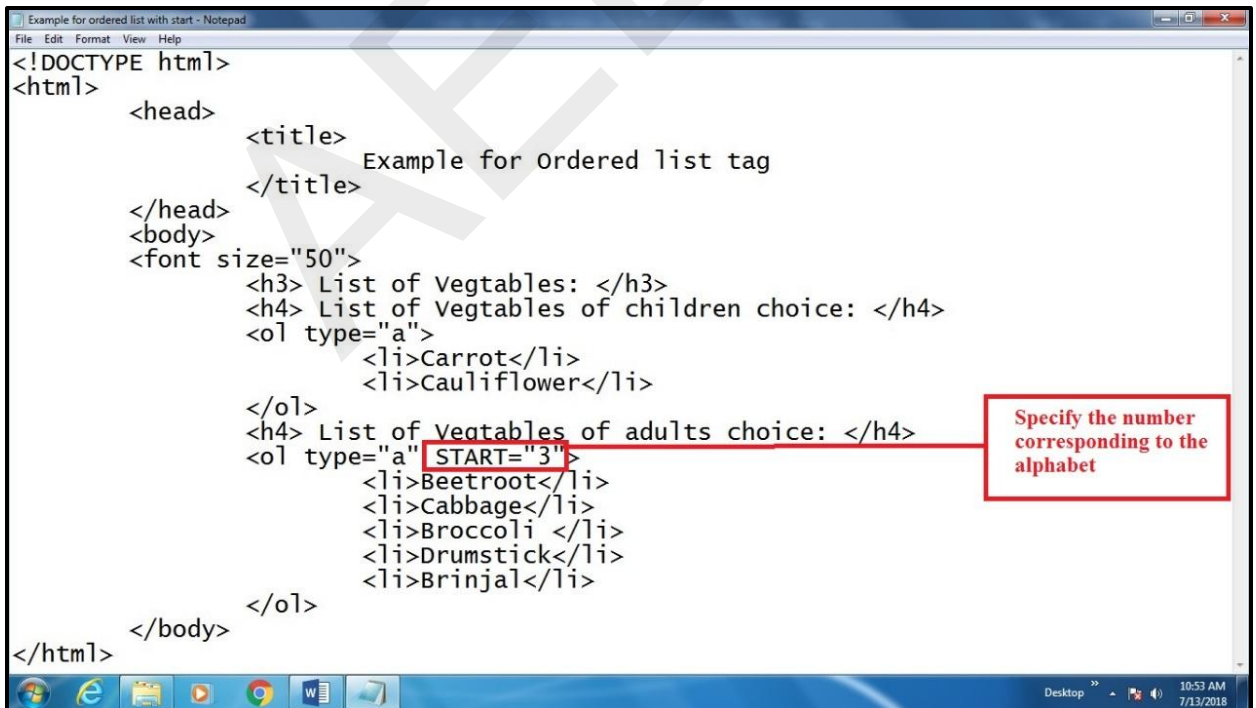 Example for ordered list with start - Notepad
File Edit Format View Help
<!DOCTYPE html>
<html>
<head>
<title>
Example for Ordered list tag
</title>
</head>
<body>
<font size="50">
<h3> List of Vegtables: </h3>
<h4> List of Vegtables of children choice: </h4>
<ol type="a">
<li>Carrot</li>
<li>Cauliflower</li>
</ol>
<h4> List of Vegtables of adults choice: </h4>
<ol type="a" START="3">
<li>Beetroot</li>
<li>Cabbage</li>
<li>Broccoli </li>
<li>Drumstick</li>
<li>Brinjal</li>
</ol>
</body>
</html>
Specify the number
corresponding to the
alphabet
Desktop
10:53 AM
7/13/2018